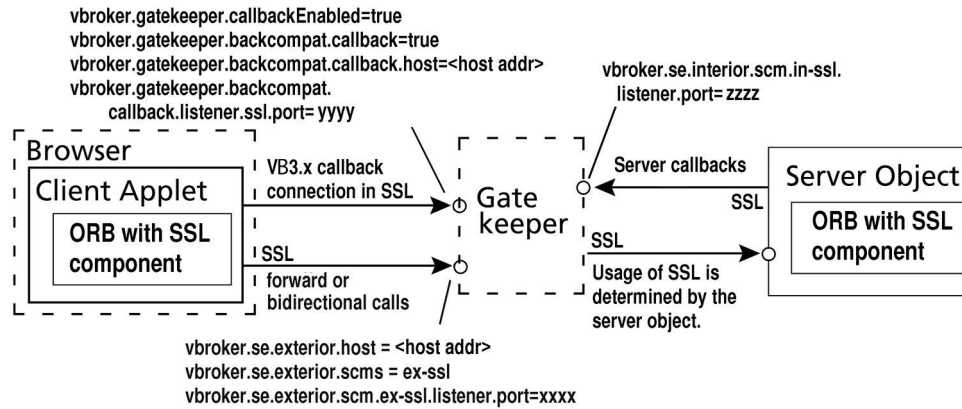 vbroker.gatekeeper.callbackEnabled=true
vbroker.gatekeeper.backcompat.callback=true
vbroker.gatekeeper.backcompat.callback.host=<host addr>
vbroker.gatekeeper.backcompat.
callback.listener.ssl.port= yyyy
vbroker.se.interior.scm.in-ssl.
listener.port= zzzz
Browser
Client Applet
ORB with SSL
component
VB3.x callback
connection in SSL
SSL
forward or
bidirectional calls
Gate
keeper
Server callbacks
SSL
SSL
Usage of SSL is
determined by the
server object.
Server Object
ORB with SSL
component
vbroker.se.exterior.host = <host addr>
vbroker.se.exterior.scms = ex-ssl
vbroker.se.exterior.scm.ex-ssl.listener.port=xxxx